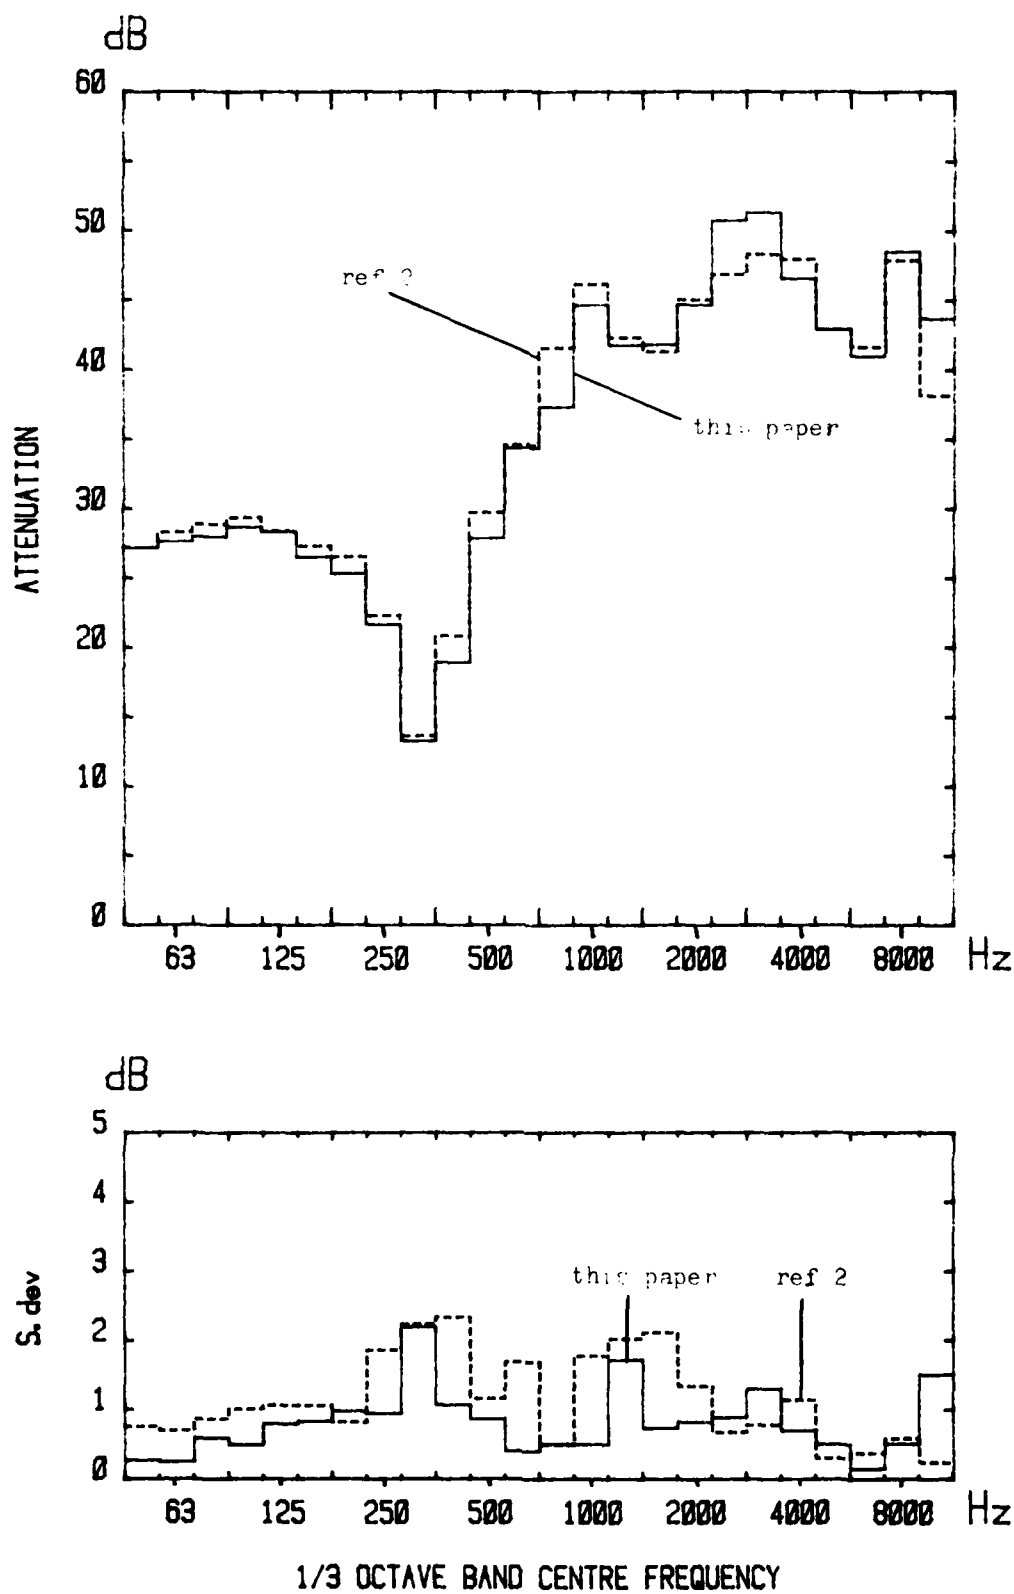 dB
60
50
ref
40
this paper
ATTENUATION
30
20
10
0
63 125 250 500 1000 2000 4000 8000 Hz
dB
5
4
3
this paper ref 2
S.dev
2
1
0
63 125 250 500 1000 2000 4000 8000 Hz
1/3 OCTAVE BAND CENTRE FREQUENCY